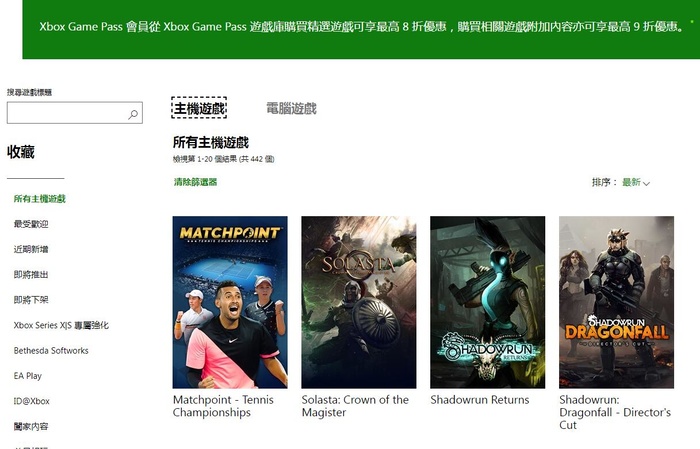 Xbox Game Pass 會員從 Xbox Game Pass 遊戲庫購買精選遊戲可享最高 8 折優惠，購買相關遊戲附加內容亦可享最高 9 折優惠。*
搜尋遊戲標題
收藏
所有主機遊戲
最受歡迎
近期新增
即將推出
即將下架
Xbox Series X|S 專屬強化
Bethesda Softworks
EA Play
ID@Xbox
闔家內容
主機遊戲
電腦遊戲
所有主機遊戲
檢視第 1-20 個結果 (共 442 個)
清除篩選器
排序： 最新
MATCHPOINT
TENNIS CHAMPIONSHIPS
SOLASTA
SHADOWRUN
RETURNS
SHADOWRUN
DRAGONFALL
DIRECTOR'S CUT
Matchpoint - Tennis
Championships
Solasta: Crown of the
Magister
Shadowrun Returns
Shadowrun:
Dragonfall - Director's
Cut